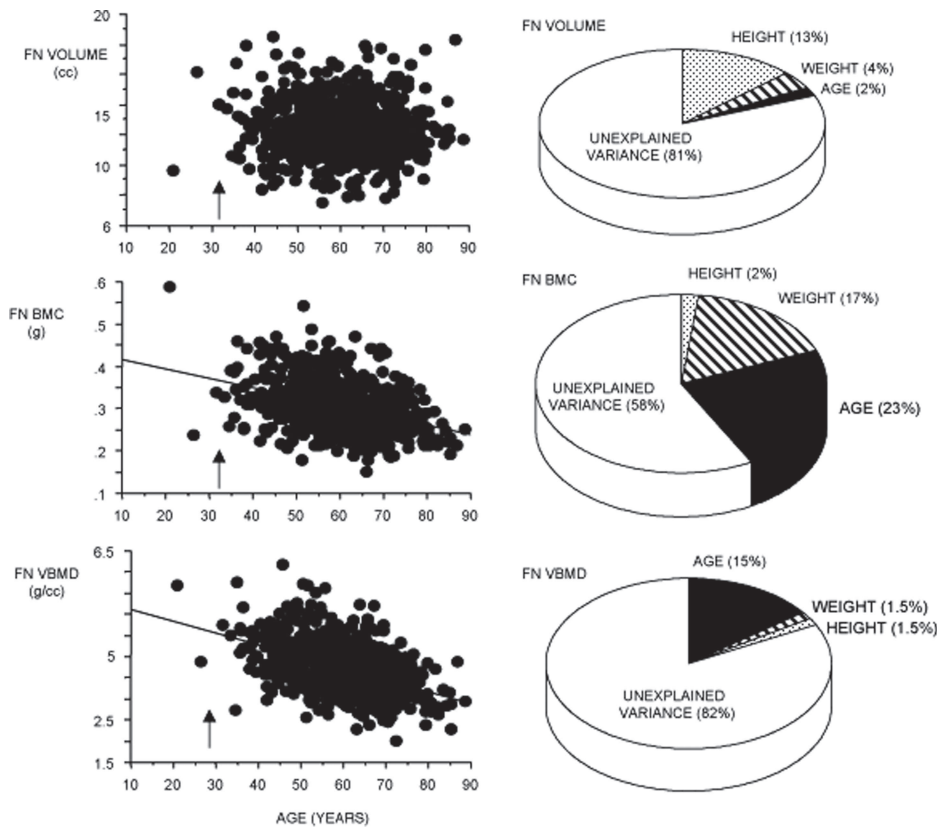 FN VOLUME
(cc)
20
15
10
6
10 20 30 40 50 60 70 80 90
FN VOLUME
HEIGHT (13%)
WEIGHT (4%)
AGE (2%)
UNEXPLAINED
VARIANCE (81%)
FN BMC
(g)
.6
.5
.4
.3
.2
.1
10 20 30 40 50 60 70 80 90
FN BMC
HEIGHT (2%)
WEIGHT (17%)
AGE (23%)
UNEXPLAINED
VARIANCE (58%)
FN VBMD
(g/cc)
6.5
5
2.5
1.5
10 20 30 40 50 60 70 80 90
AGE (YEARS)
FN VBMD
AGE (15%)
WEIGHT (1.5%)
HEIGHT (1.5%)
UNEXPLAINED
VARIANCE (82%)